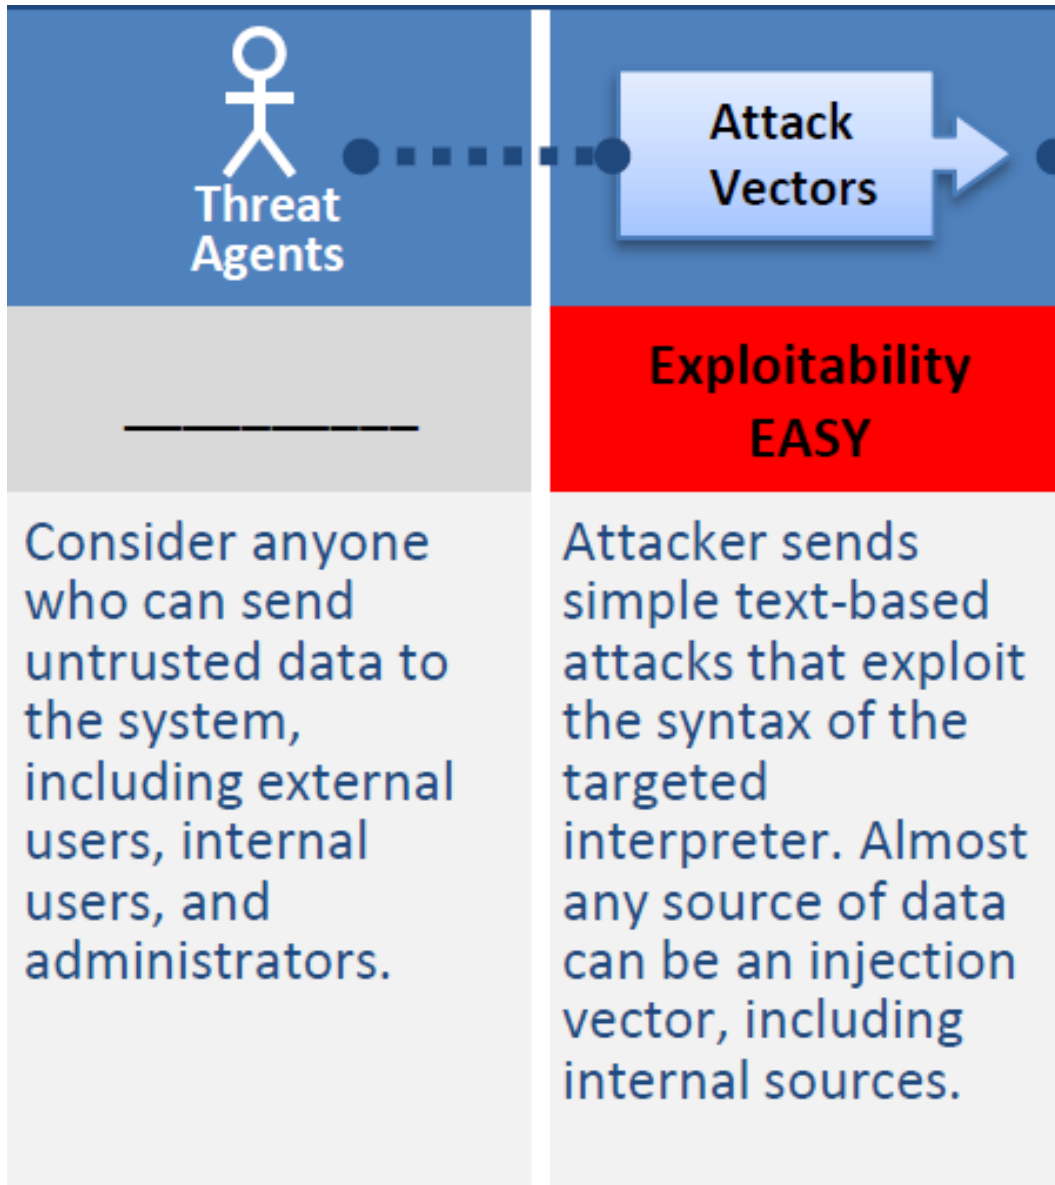 Threat
Agents
Attack
Vectors
__________
Exploitability
EASY
Consider anyone
who can send
untrusted data to
the system,
including external
users, internal
users, and
administrators.
Attacker sends
simple text-based
attacks that exploit
the syntax of the
targeted
interpreter. Almost
any source of data
can be an injection
vector, including
internal sources.